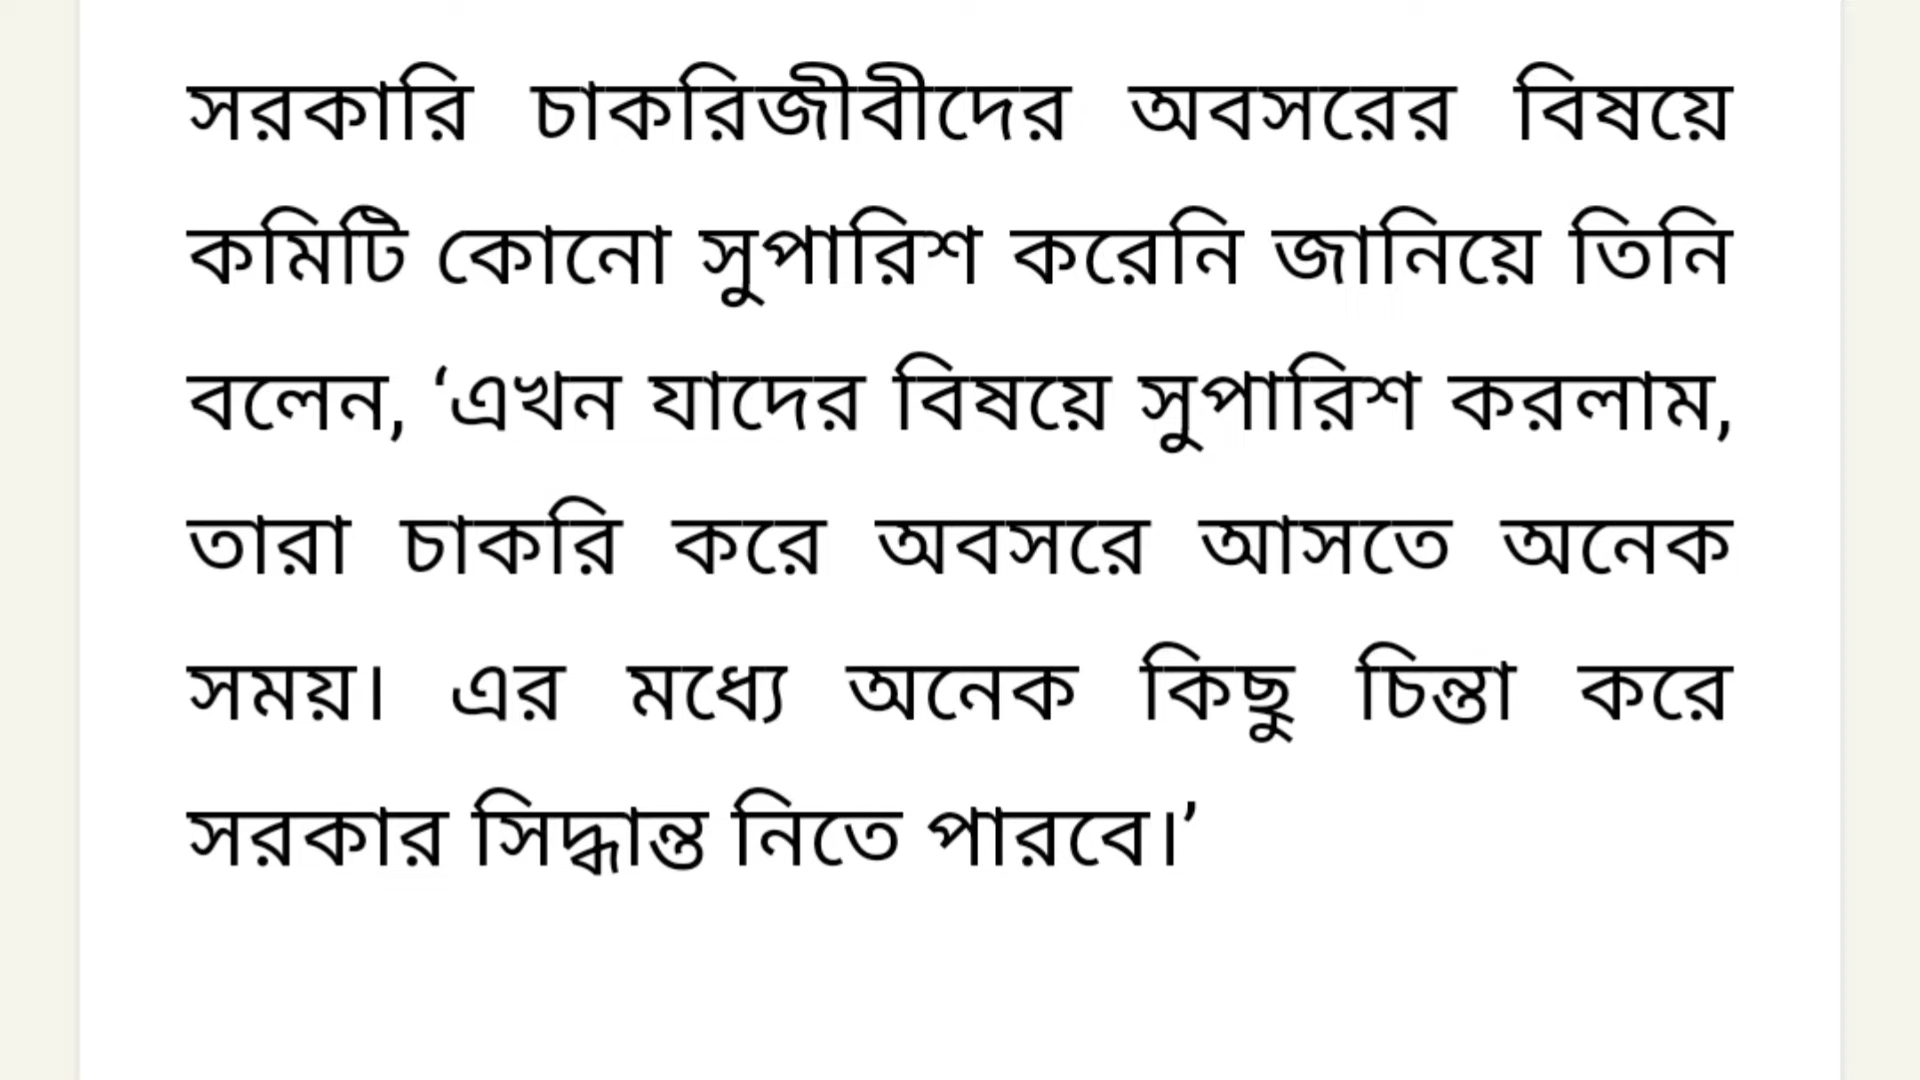 সরকারি চাকরিজীবীদের অবসরের বিষয়ে
কমিটি কোনো সুপারিশ করেনি জানিয়ে তিনি
বলেন, ‘এখন যাদের বিষয়ে সুপারিশ করলাম,
তারা চাকরি করে অবসরে আসতে অনেক
সময়। এর মধ্যে অনেক কিছু চিন্তা করে
সরকার সিদ্ধান্ত নিতে পারবে।’